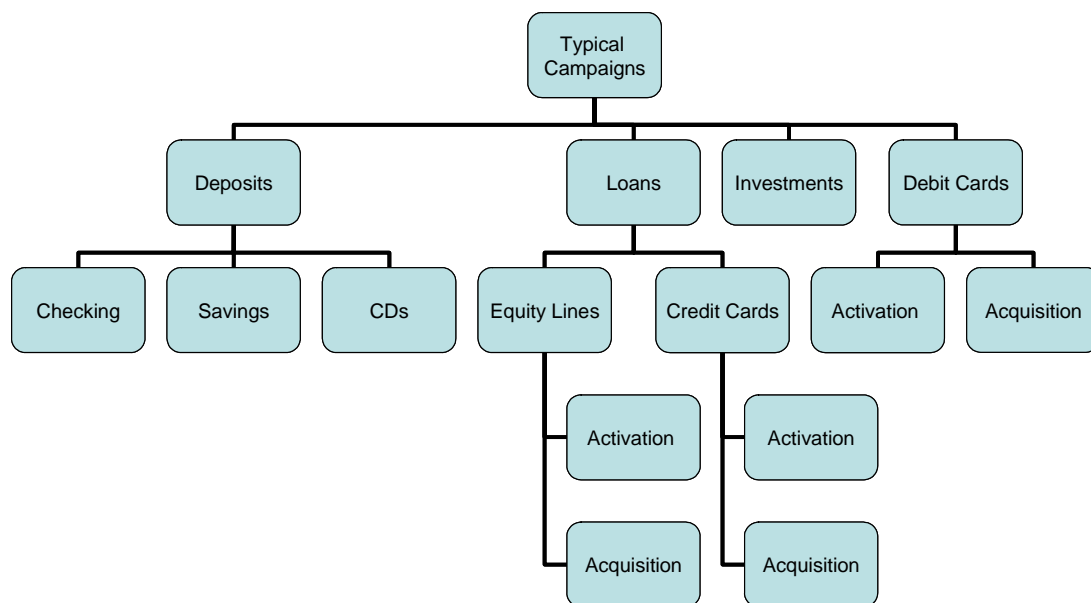 Typical
Campaigns
Deposits
Loans
Investments
Debit Cards
Checking
Savings
CDs
Equity Lines
Credit Cards
Activation
Acquisition
Activation
Activation
Acquisition
Acquisition